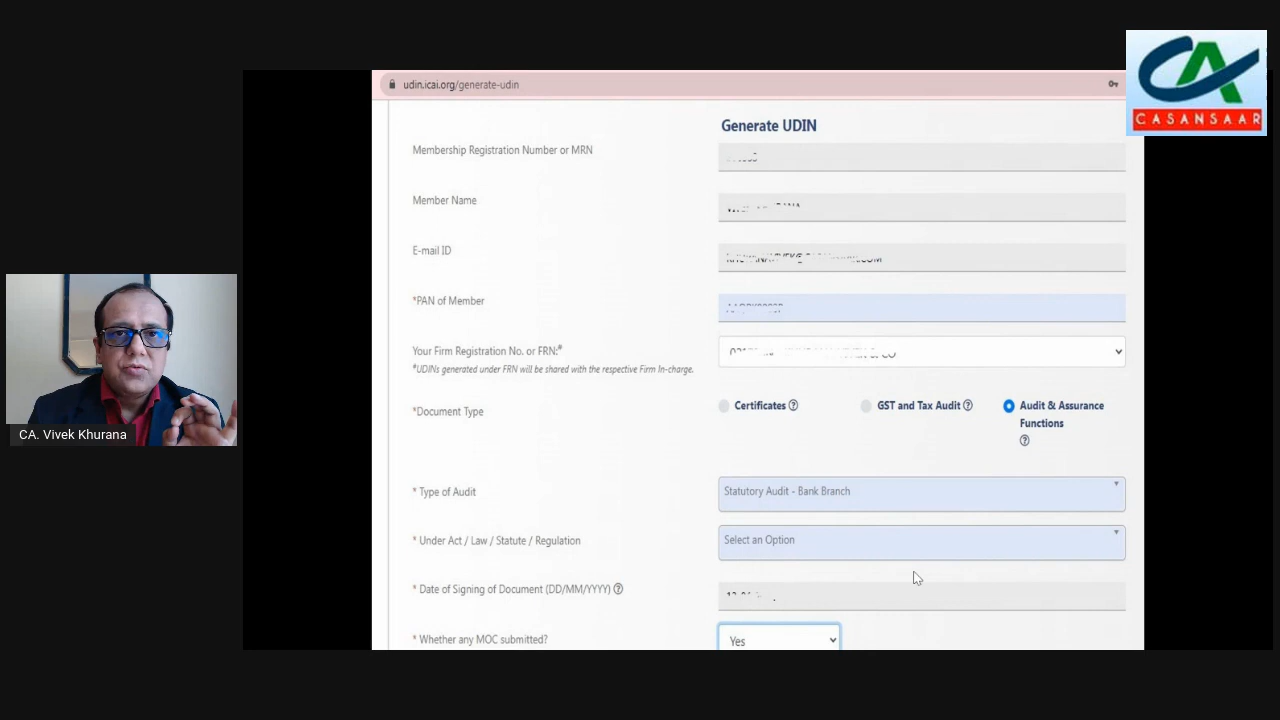 udin.icai.org/generate-udin
CA
CASANSAAR
Generate UDIN
Membership Registration Number or MRN
Member Name
E-mail ID
*PAN of Member
Your Firm Registration No. or FRN:#
#UDINs generated under FRN will be shared with the respective Firm In-charge.
*Document Type
Certificates ?
GST and Tax Audit ?
Audit & Assurance
Functions
?
* Type of Audit
Statutory Audit - Bank Branch
* Under Act / Law / Statute / Regulation
Select an Option
* Date of Signing of Document (DD/MM/YYYY) ?
* Whether any MOC submitted?
Yes
CA. Vivek Khurana